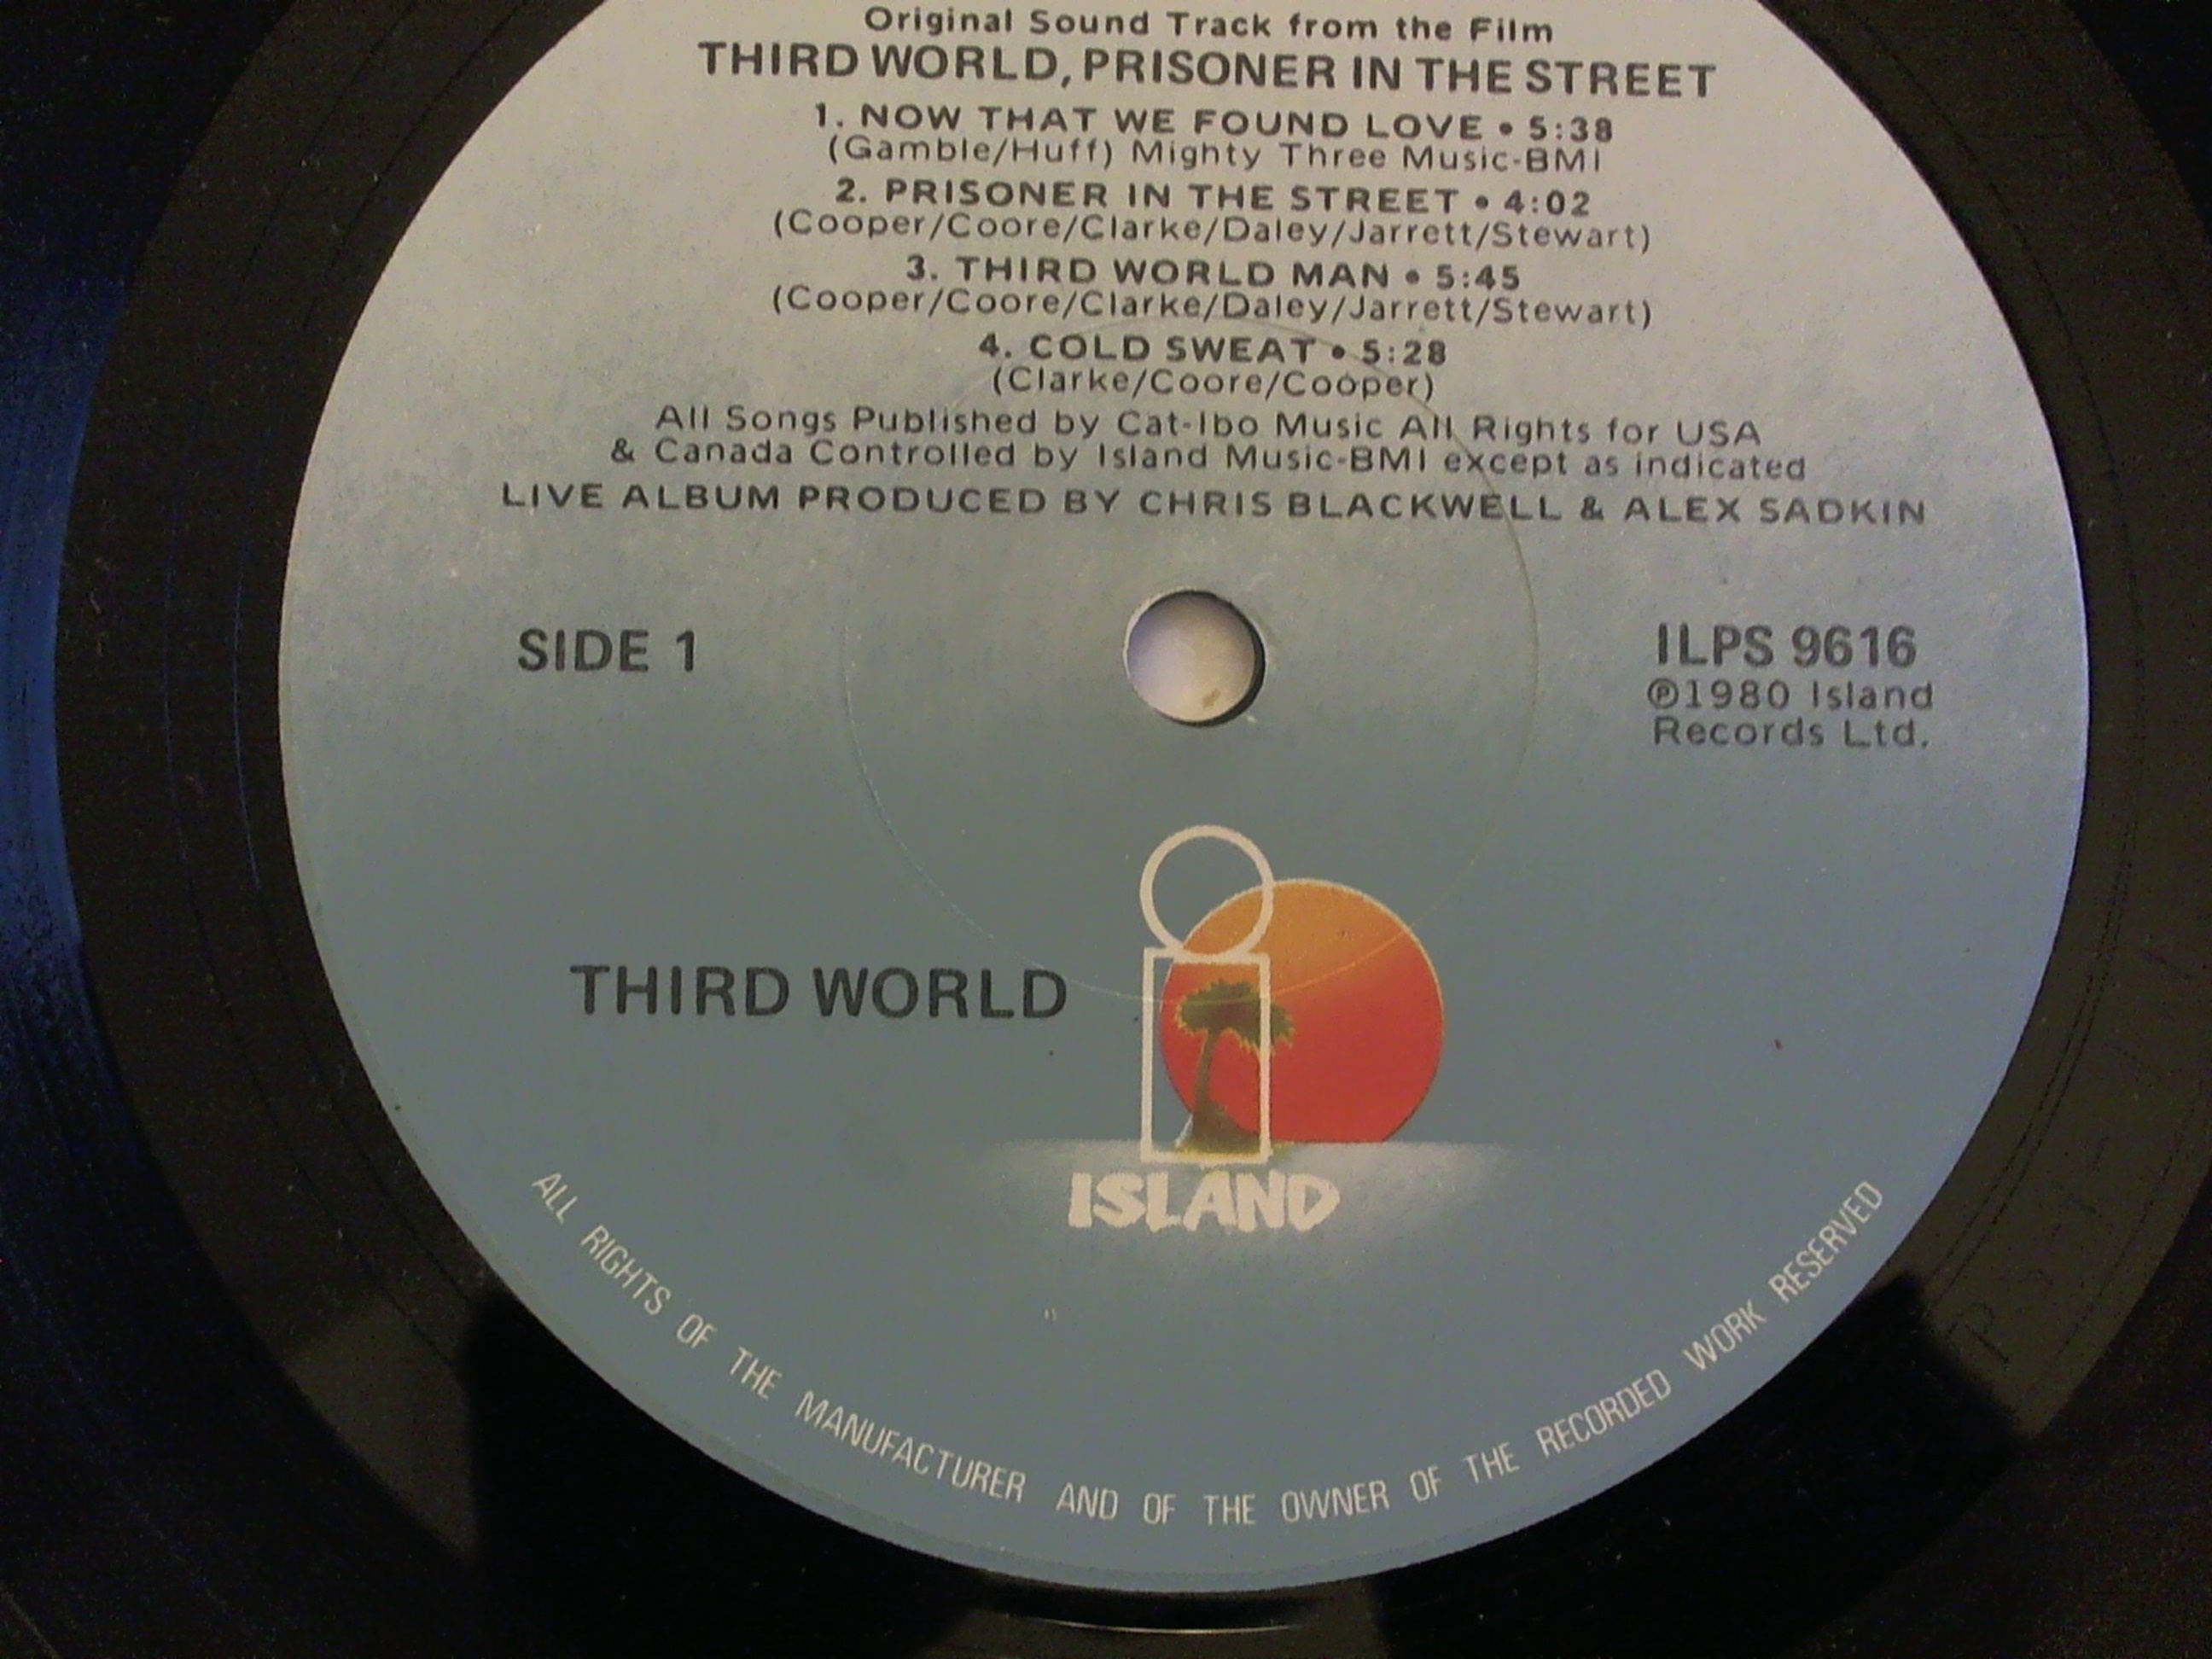 Original Sound Track from the Film
THIRD WORLD, PRISONER IN THE STREET
1. NOW THAT WE FOUND LOVE • 5:38
(Gamble/Huff) Mighty Three Music-BMI
2. PRISONER IN THE STREET • 4:02
(Cooper/Coore/Clarke/Daley/Jarrett/Stewart)
3. THIRD WORLD MAN • 5:45
(Cooper/Coore/Clarke/Daley/Jarrett/Stewart)
4. COLD SWEAT • 5:28
(Clarke/Coore/Cooper)
All Songs Published by Cat-Ibo Music All Rights for USA
& Canada Controlled by Island Music-BMI except as indicated
LIVE ALBUM PRODUCED BY CHRIS BLACKWELL & ALEX SADKIN
SIDE 1
ILPS 9616
℗1980 Island
Records Ltd.
THIRD WORLD
i
ISLAND
ALL RIGHTS OF THE MANUFACTURER AND OF THE OWNER OF THE RECORDED WORK RESERVED